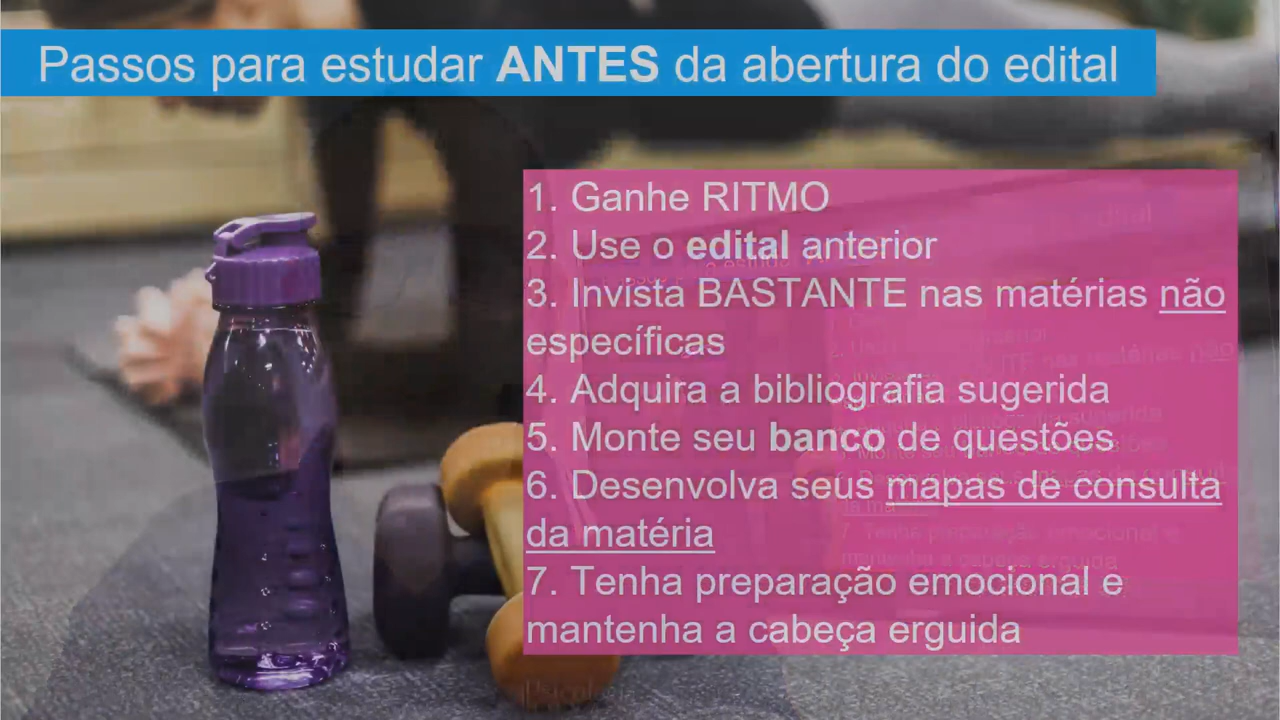 Passos para estudar ANTES da abertura do edital
1. Ganhe RITMO
2. Use o edital anterior
3. Invista BASTANTE nas matérias não
específicas
4. Adquira a bibliografia sugerida
5. Monte seu banco de questões
6. Desenvolva seus mapas de consulta
da matéria
7. Tenha preparação emocional e
mantenha a cabeça erguida